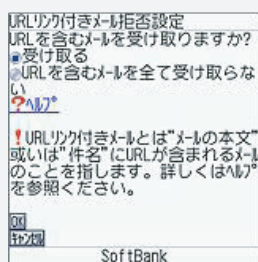 URLリンク付きメール拒否設定
URLを含むメールを受け取りますか?
受け取る
URLを含むメールを全て受け取らな
い
?ヘルプ
!URLリンク付きメールとは"メールの本文"
或いは"件名"にURLが含まれるメール
のことを指します。詳しくはヘルプ
を参照ください。
OK
キャンセル
SoftBank